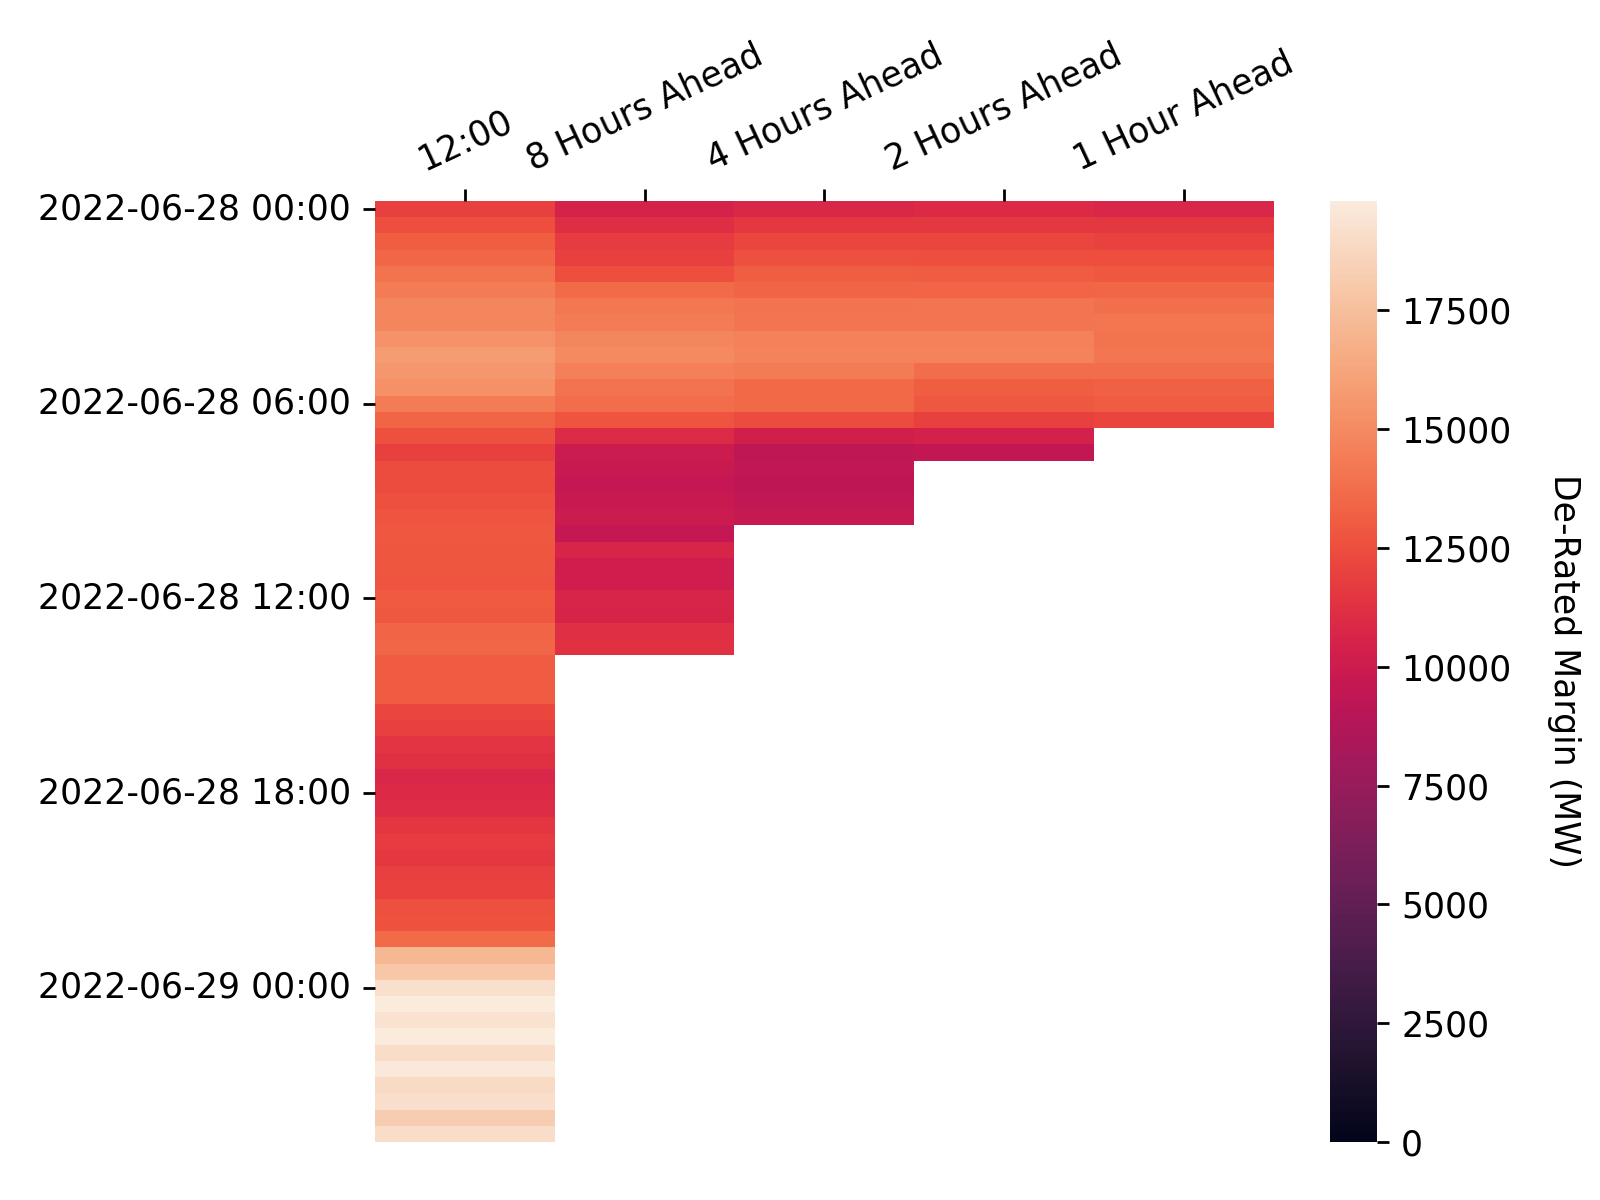 12:00
8 Hours Ahead
4 Hours Ahead
2 Hours Ahead
1 Hour Ahead
2022-06-28 00:00
2022-06-28 06:00
2022-06-28 12:00
2022-06-28 18:00
2022-06-29 00:00
17500
15000
12500
10000
7500
5000
2500
0
De-Rated Margin (MW)